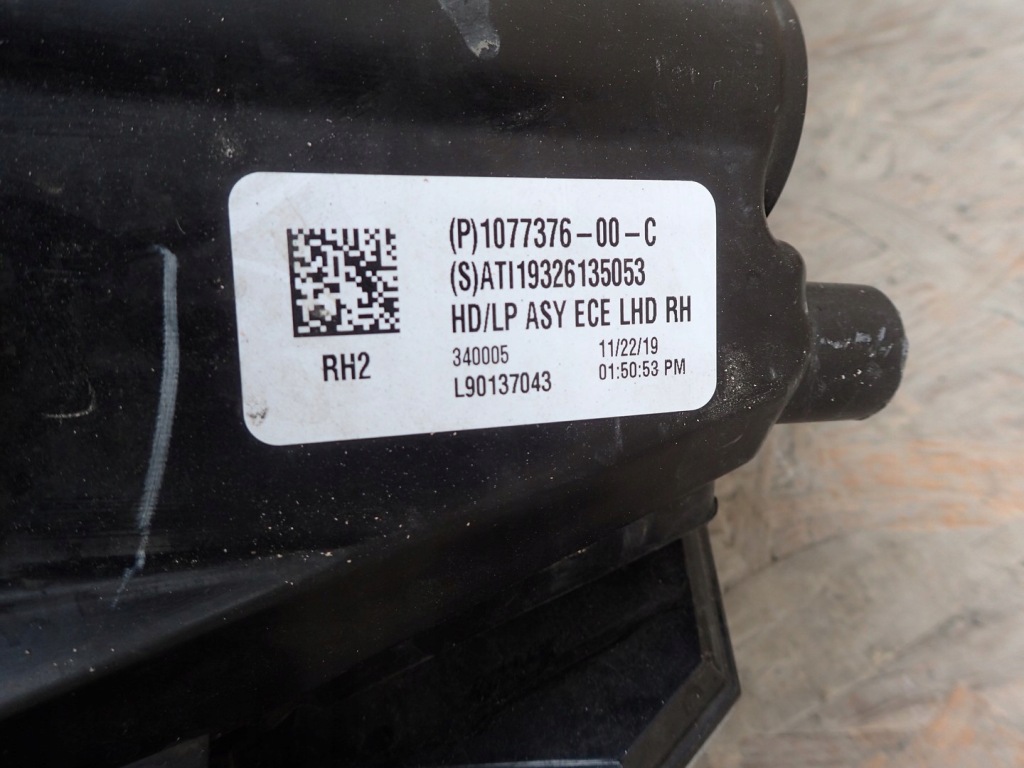 (P)1077376-00-C
(S)ATI19326135053
HD/LP ASY ECE LHD RH
RH2
340005 11/22/19
L90137043 01:50:53 PM